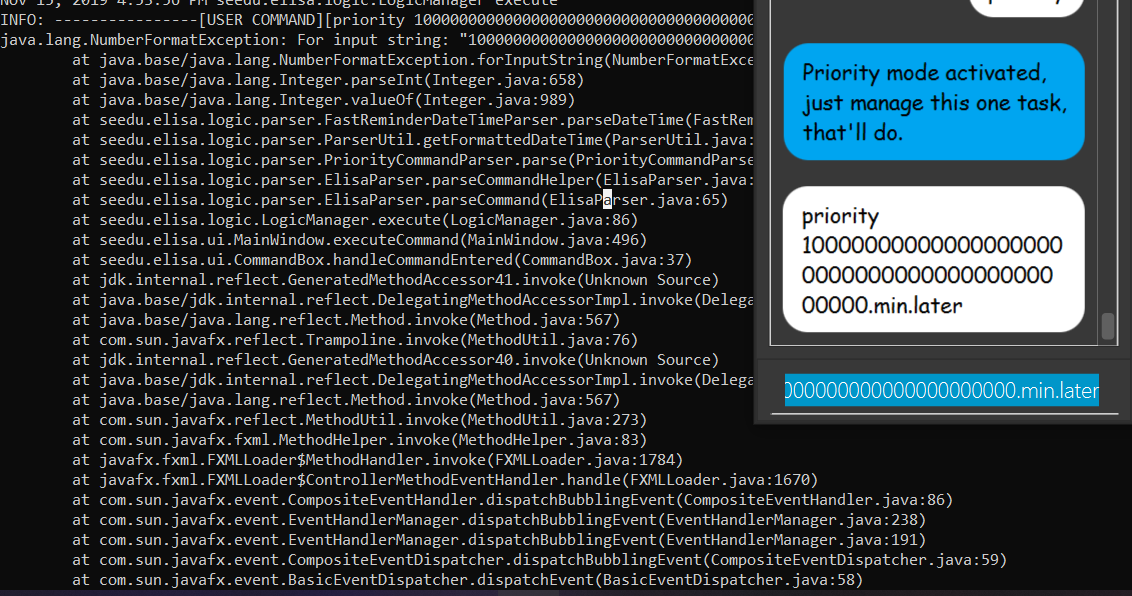 Nov 15, 2019 4:55:50 PM seedu.elisa.logic.LogicManager execute
INFO: ----------------[USER COMMAND][priority 10000000000000000000000000000000000000
java.lang.NumberFormatException: For input string: "10000000000000000000000000000000
at java.base/java.lang.NumberFormatException.forInputString(NumberFormatExce
at java.base/java.lang.Integer.parseInt(Integer.java:658)
at java.base/java.lang.Integer.valueOf(Integer.java:989)
at seedu.elisa.logic.parser.FastReminderDateTimeParser.parseDateTime(FastRem
at seedu.elisa.logic.parser.ParserUtil.getFormattedDateTime(ParserUtil.java:
at seedu.elisa.logic.parser.PriorityCommandParser.parse(PriorityCommandParse
at seedu.elisa.logic.parser.ElisaParser.parseCommandHelper(ElisaParser.java:
at seedu.elisa.logic.parser.ElisaParser.parseCommand(ElisaParser.java:65)
at seedu.elisa.logic.LogicManager.execute(LogicManager.java:86)
at seedu.elisa.ui.MainWindow.executeCommand(MainWindow.java:496)
at seedu.elisa.ui.CommandBox.handleCommandEntered(CommandBox.java:37)
at jdk.internal.reflect.GeneratedMethodAccessor41.invoke(Unknown Source)
at java.base/jdk.internal.reflect.DelegatingMethodAccessorImpl.invoke(Delega
at java.base/java.lang.reflect.Method.invoke(Method.java:567)
at com.sun.javafx.reflect.Trampoline.invoke(MethodUtil.java:76)
at jdk.internal.reflect.GeneratedMethodAccessor40.invoke(Unknown Source)
at java.base/jdk.internal.reflect.DelegatingMethodAccessorImpl.invoke(Delega
at java.base/java.lang.reflect.Method.invoke(Method.java:567)
at com.sun.javafx.reflect.MethodUtil.invoke(MethodUtil.java:273)
at com.sun.javafx.fxml.MethodHelper.invoke(MethodHelper.java:83)
at javafx.fxml.FXMLLoader$MethodHandler.invoke(FXMLLoader.java:1784)
at javafx.fxml.FXMLLoader$ControllerMethodEventHandler.handle(FXMLLoader.java:1670)
at com.sun.javafx.event.CompositeEventHandler.dispatchBubblingEvent(CompositeEventHandler.java:86)
at com.sun.javafx.event.EventHandlerManager.dispatchBubblingEvent(EventHandlerManager.java:238)
at com.sun.javafx.event.EventHandlerManager.dispatchBubblingEvent(EventHandlerManager.java:191)
at com.sun.javafx.event.CompositeEventDispatcher.dispatchBubblingEvent(CompositeEventDispatcher.java:59)
at com.sun.javafx.event.BasicEventDispatcher.dispatchEvent(BasicEventDispatcher.java:58)
Priority mode activated,
just manage this one task,
that'll do.
priority
10000000000000000000
0000000000000000000
00000.min.later
000000000000000000000.min.later